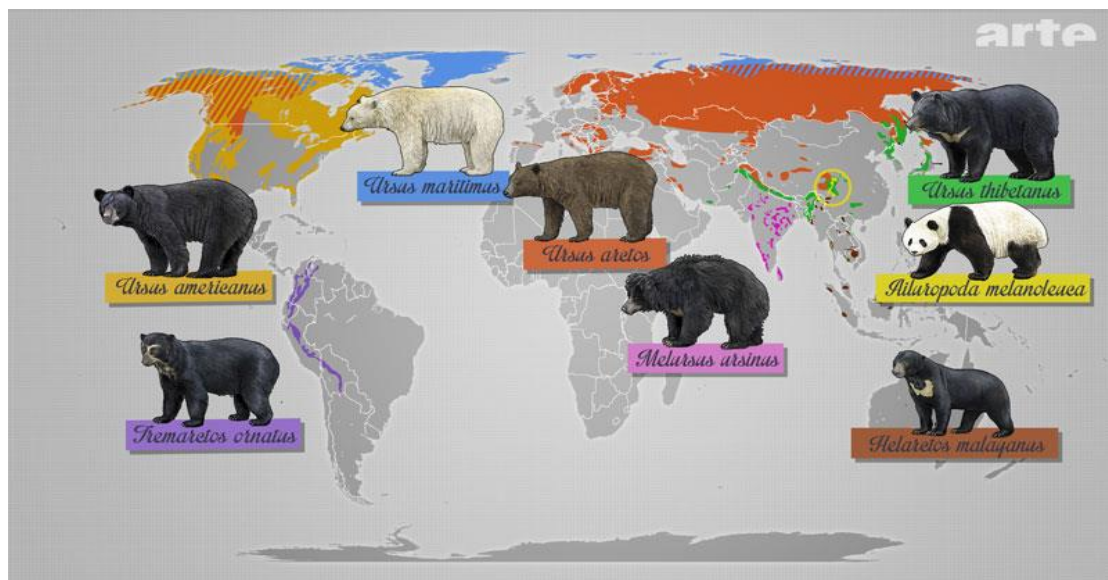 arte
Ursus maritimus
Ursus thibetanus
Ursus arctos
Ursus americanus
Ailuropoda melanoleuca
Melursus ursinus
Tremarctos ornatus
Helarctos malayanus